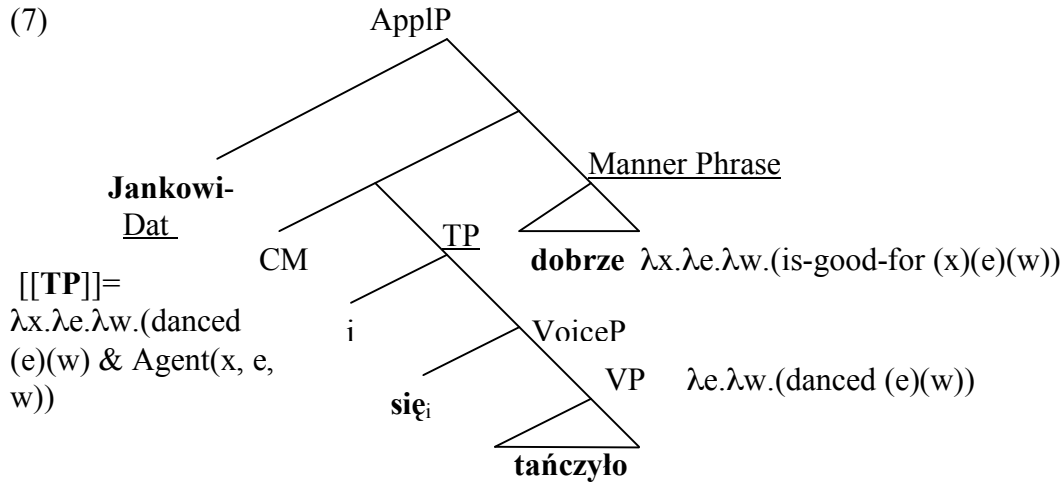 (7)
ApplP
Manner Phrase
Jankowi-
Dat
CM
TP
dobrze λx.λe.λw.(is-good-for (x)(e)(w))
[[TP]]=
λx.λe.λw.(danced
(e)(w) & Agent(x, e,
w))
i
VoiceP
VP λe.λw.(danced (e)(w))
sięi
tańczyło